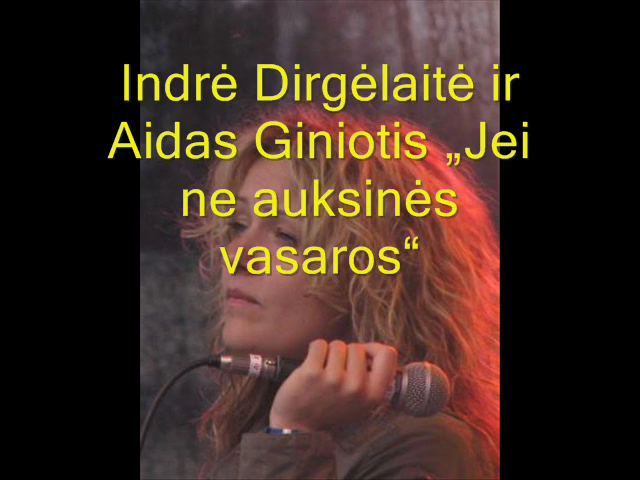 Indrė Dirgėlaitė ir
Aidas Giniotis „Jei
ne auksinės
vasaros“